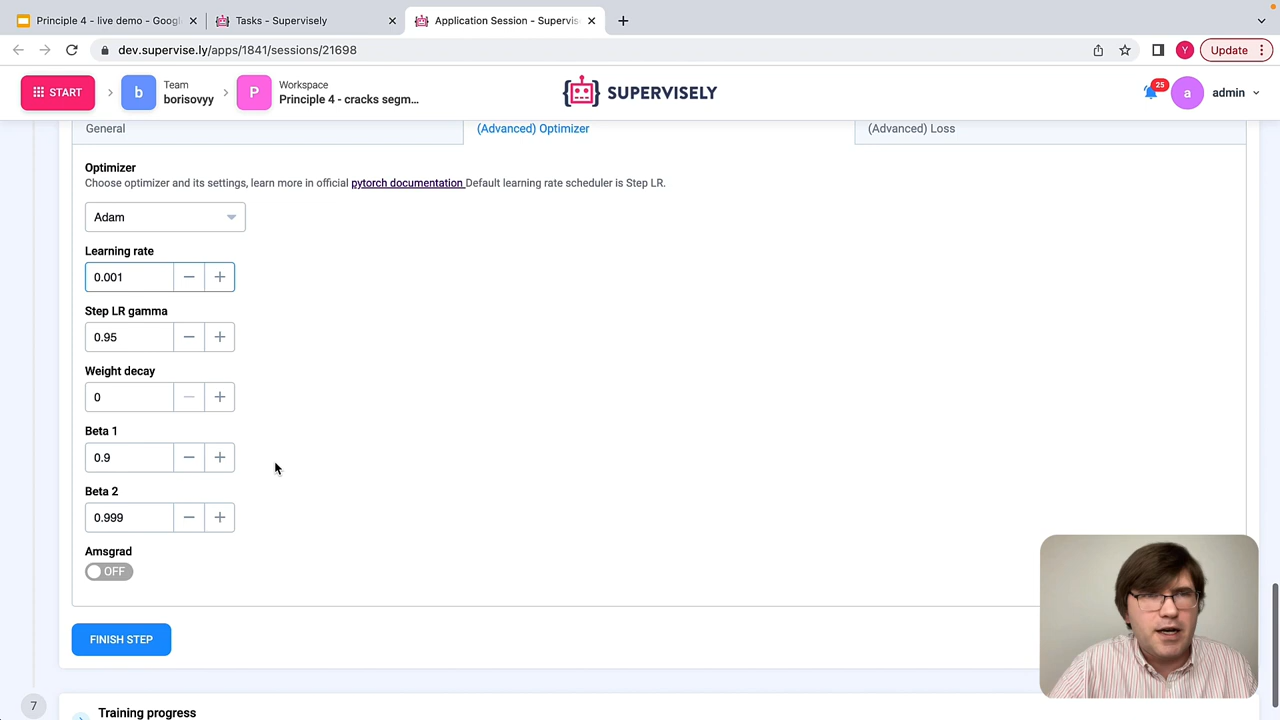 Principle 4 - live demo - Googl
Tasks - Supervisely
Application Session - Supervis
dev.supervise.ly/apps/1841/sessions/21698
Y
Update
START
b
Team
borisovyy
P
Workspace
Principle 4 - cracks segm...
SUPERVISELY
25
a
admin
General
(Advanced) Optimizer
(Advanced) Loss
Optimizer
Choose optimizer and its settings, learn more in official pytorch documentation Default learning rate scheduler is Step LR.
Adam
Learning rate
0.001
Step LR gamma
0.95
Weight decay
0
Beta 1
0.9
Beta 2
0.999
Amsgrad
OFF
FINISH STEP
7
Training progress